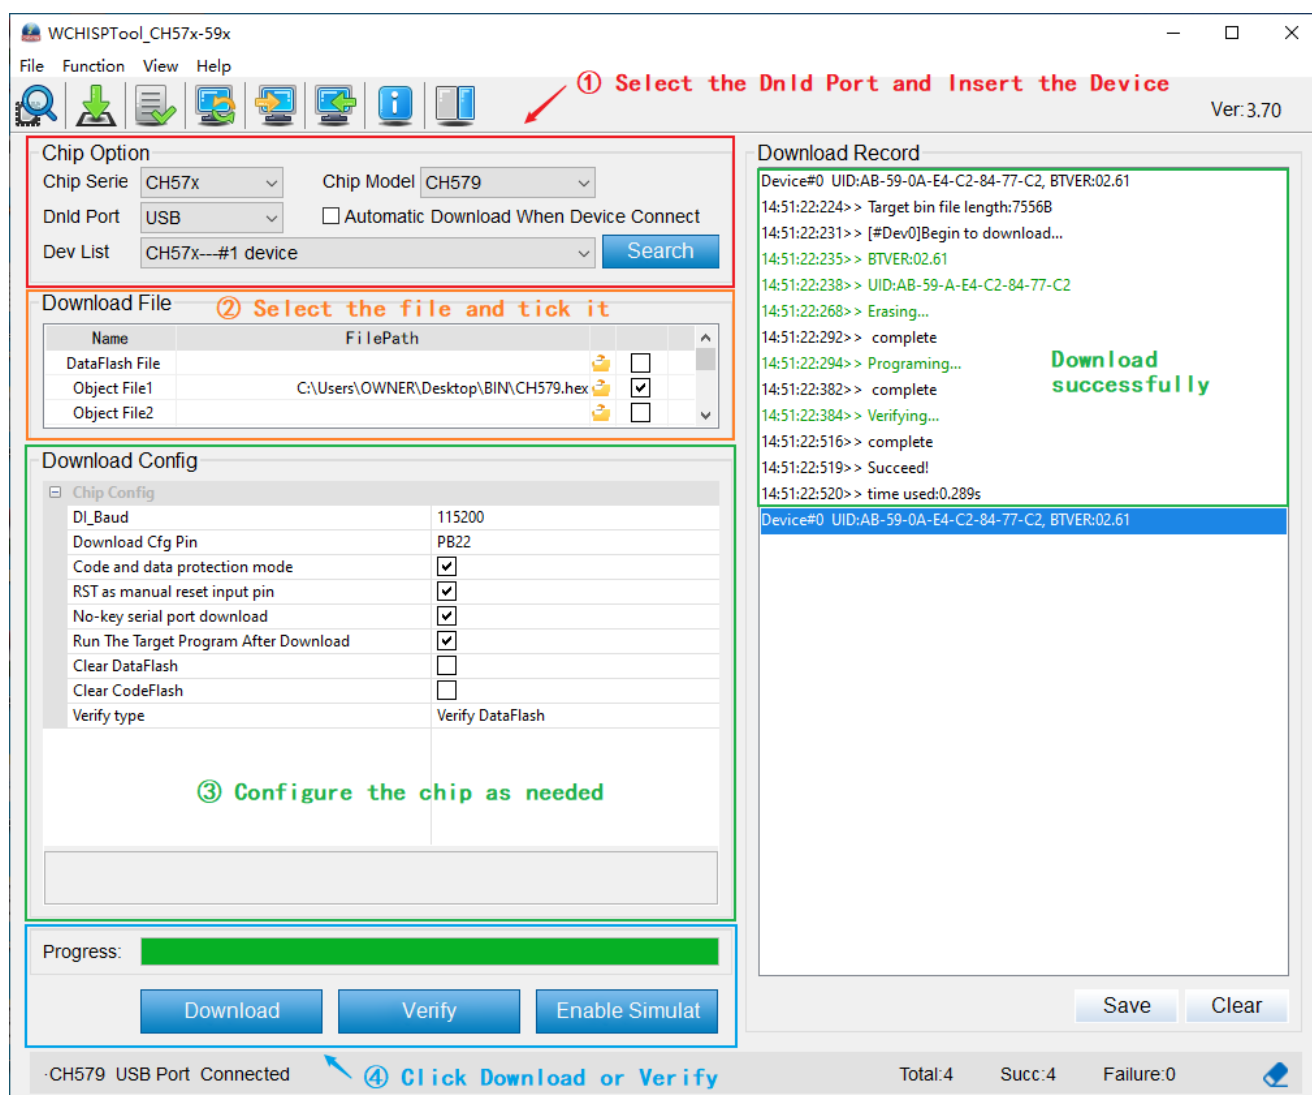 WCHISPTool_CH57x-59x
File Function View Help
① Select the Dnld Port and Insert the Device
Ver:3.70
Chip Option
Chip Serie CH57x Chip Model CH579
Dnld Port USB Automatic Download When Device Connect
Dev List CH57x---#1 device Search
Download File ② Select the file and tick it
Name FilePath
DataFlash File
Object File1 C:\Users\OWNER\Desktop\BIN\CH579.hex
Object File2
Download Config
Chip Config
DI_Baud 115200
Download Cfg Pin PB22
Code and data protection mode
RST as manual reset input pin
No-key serial port download
Run The Target Program After Download
Clear DataFlash
Clear CodeFlash
Verify type Verify DataFlash
③ Configure the chip as needed
Progress:
Download Verify Enable Simulat
Download Record
Device#0 UID:AB-59-0A-E4-C2-84-77-C2, BTVER:02.61
14:51:22:224>> Target bin file length:7556B
14:51:22:231>> [#Dev0]Begin to download...
14:51:22:235>> BTVER:02.61
14:51:22:238>> UID:AB-59-A-E4-C2-84-77-C2
14:51:22:268>> Erasing...
14:51:22:292>> complete
14:51:22:294>> Programing...
14:51:22:382>> complete
14:51:22:384>> Verifying...
14:51:22:516>> complete
14:51:22:519>> Succeed!
14:51:22:520>> time used:0.289s
Download
successfully
Device#0 UID:AB-59-0A-E4-C2-84-77-C2, BTVER:02.61
Save Clear
·CH579 USB Port Connected
④ Click Download or Verify
Total:4 Succ:4 Failure:0